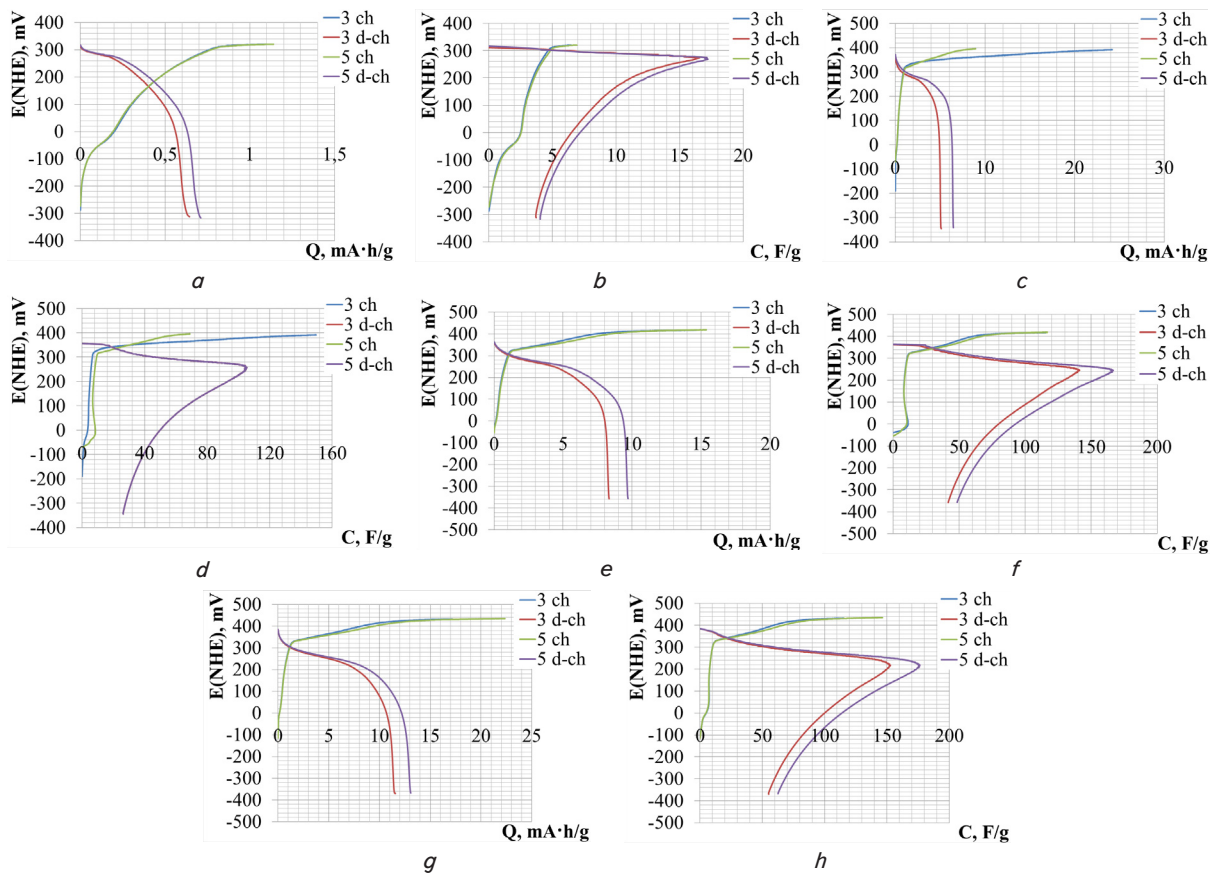 E(NHE), mV
400
300
200
100
0
-100
-200
-300
-400
0
0,5
1
1,5
Q, mA·h/g
3 ch
3 d-ch
5 ch
5 d-ch
a
E(NHE), mV
400
300
200
100
0
-100
-200
-300
-400
0
5
10
15
20
C, F/g
3 ch
3 d-ch
5 ch
5 d-ch
b
E(NHE), mV
500
400
300
200
100
0
-100
-200
-300
-400
0
10
20
30
Q, mA·h/g
3 ch
3 d-ch
5 ch
5 d-ch
c
E(NHE), mV
500
400
300
200
100
0
-100
-200
-300
-400
0
40
80
120
160
C, F/g
3 ch
3 d-ch
5 ch
5 d-ch
d
E(NHE), mV
500
400
300
200
100
0
-100
-200
-300
-400
-500
0
5
10
15
20
Q, mA·h/g
3 ch
3 d-ch
5 ch
5 d-ch
e
E(NHE), mV
500
400
300
200
100
0
-100
-200
-300
-400
-500
0
50
100
150
200
C, F/g
3 ch
3 d-ch
5 ch
5 d-ch
f
E(NHE), mV
500
400
300
200
100
0
-100
-200
-300
-400
-500
0
5
10
15
20
25
Q, mA·h/g
3 ch
3 d-ch
5 ch
5 d-ch
g
E(NHE), mV
500
400
300
200
100
0
-100
-200
-300
-400
-500
0
50
100
150
200
C, F/g
3 ch
3 d-ch
5 ch
5 d-ch
h